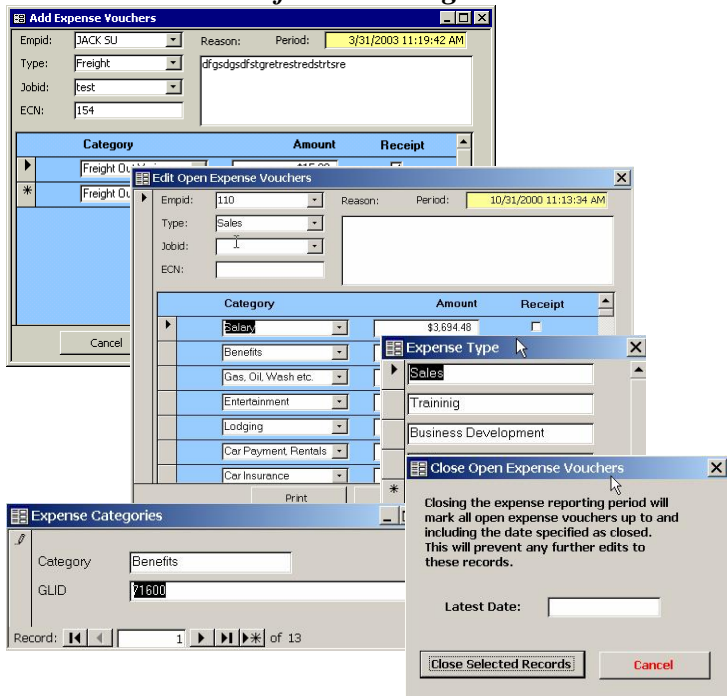 Add Expense Vouchers
Empid: JACK SU Reason: Period: 3/31/2003 11:19:42 AM
Type: Freight dfgsdgsdfstgretrestredstrtsre
Jobid: test
ECN: 154
Category Amount Receipt
Freight Ou
Freight Ou
Cancel
Edit Open Expense Vouchers
Empid: 110 Reason: Period: 10/31/2000 11:13:34 AM
Type: Sales
Jobid:
ECN:
Category Amount Receipt
Salary $3,694.48
Benefits
Gas, Oil, Wash etc.
Entertainment
Lodging
Car Payment, Rentals
Car Insurance
Print
Expense Type
Sales
Traininig
Business Development
Close Open Expense Vouchers
Closing the expense reporting period will
mark all open expense vouchers up to and
including the date specified as closed.
This will prevent any further edits to
these records.
Latest Date:
Close Selected Records Cancel
Expense Categories
Category Benefits
GLID 71600
Record: 1 of 13